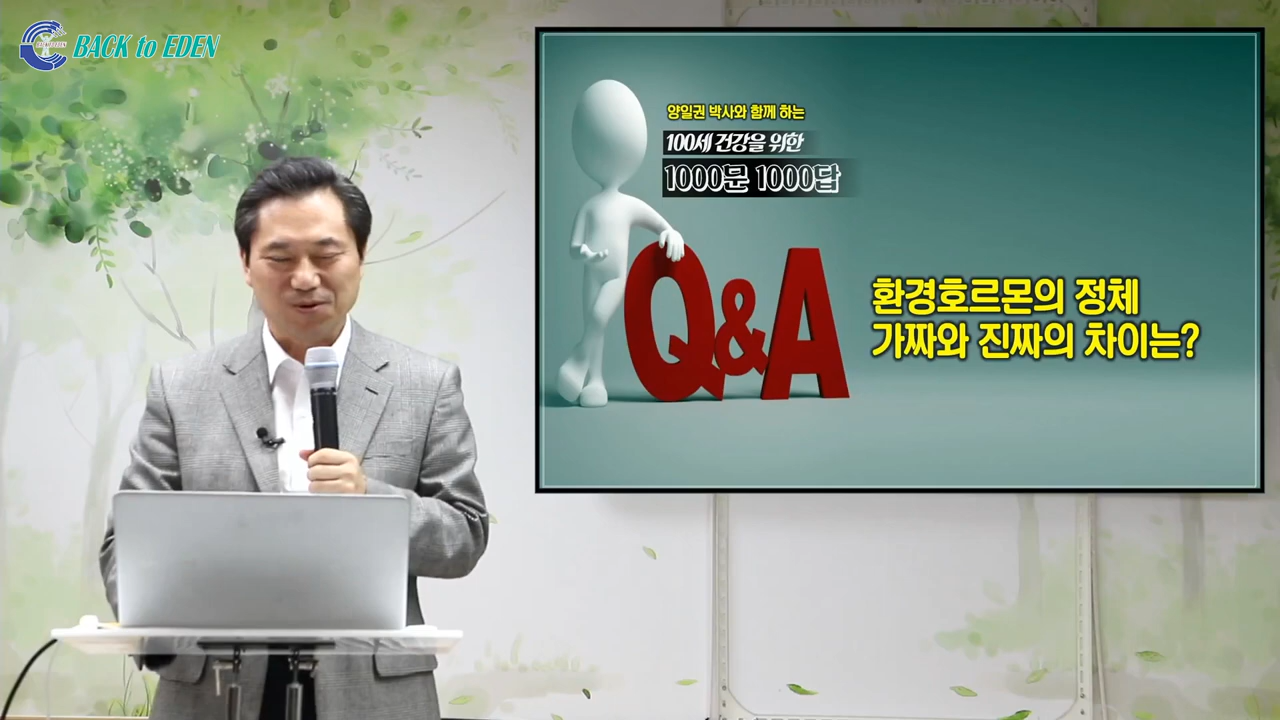 BACK to EDEN
양일권 박사와 함께 하는
100세 건강을 위한
1000문 1000답
Q&A
환경호르몬의 정체
가짜와 진짜의 차이는?